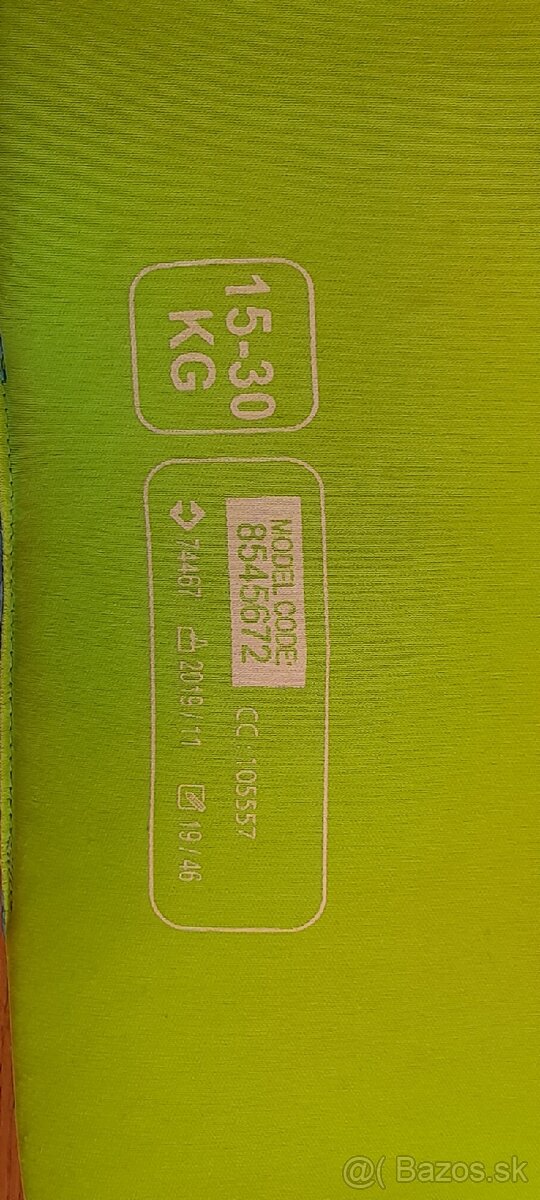 15-30
KG
MODEL CODE:
8545672
CC: 105557
74467 2019/11 19/46
@( Bazos.sk